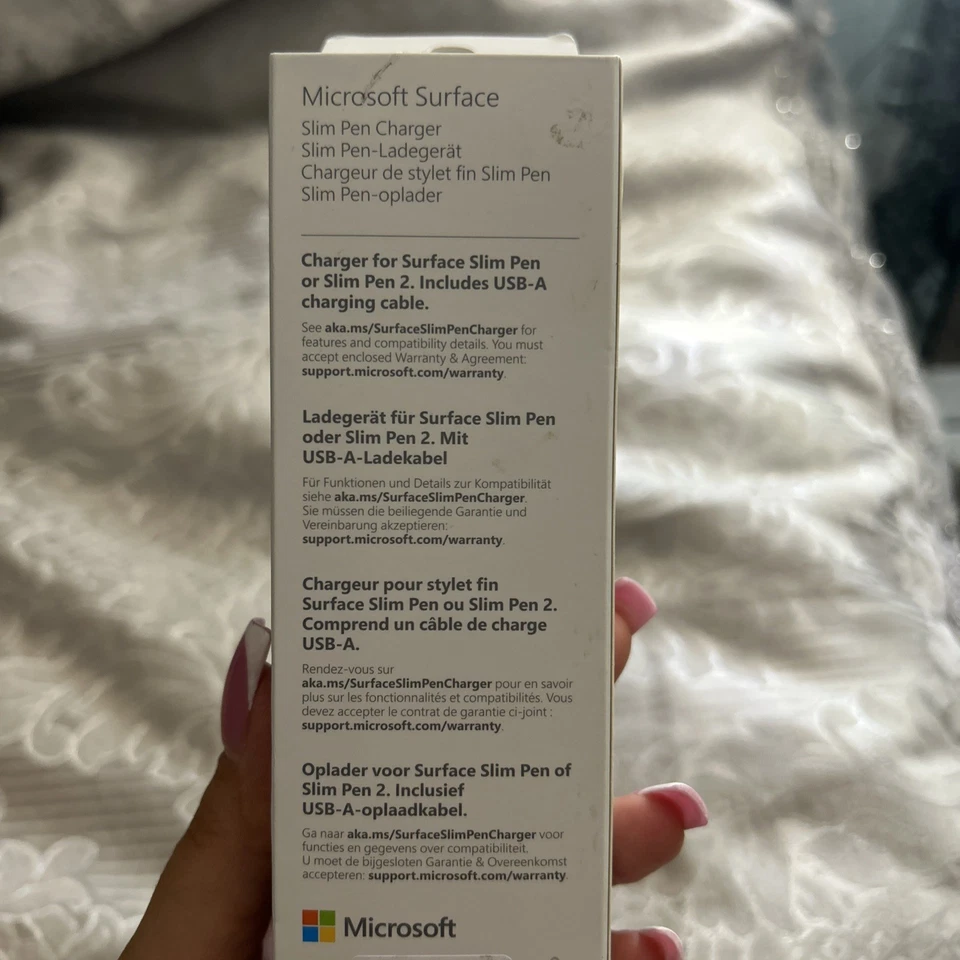 Microsoft Surface
Slim Pen Charger
Slim Pen-Ladegerät
Chargeur de stylet fin Slim Pen
Slim Pen-oplader
Charger for Surface Slim Pen
or Slim Pen 2. Includes USB-A
charging cable.
See aka.ms/SurfaceSlimPenCharger for
features and compatibility details. You must
accept enclosed Warranty & Agreement:
support.microsoft.com/warranty.
Ladegerät für Surface Slim Pen
oder Slim Pen 2. Mit
USB-A-Ladekabel
Für Funktionen und Details zur Kompatibilität
siehe aka.ms/SurfaceSlimPenCharger.
Sie müssen die beiliegende Garantie und
Vereinbarung akzeptieren:
support.microsoft.com/warranty.
Chargeur pour stylet fin
Surface Slim Pen ou Slim Pen 2.
Comprend un câble de charge
USB-A.
Rendez-vous sur
aka.ms/SurfaceSlimPenCharger pour en savoir
plus sur les fonctionnalités et compatibilités. Vous
devez accepter le contrat de garantie ci-joint :
support.microsoft.com/warranty.
Oplader voor Surface Slim Pen of
Slim Pen 2. Inclusief
USB-A-oplaadkabel.
Ga naar aka.ms/SurfaceSlimPenCharger voor
functies en gegevens over compatibiliteit.
U moet de bijgesloten Garantie & Overeenkomst
accepteren: support.microsoft.com/warranty.
Microsoft